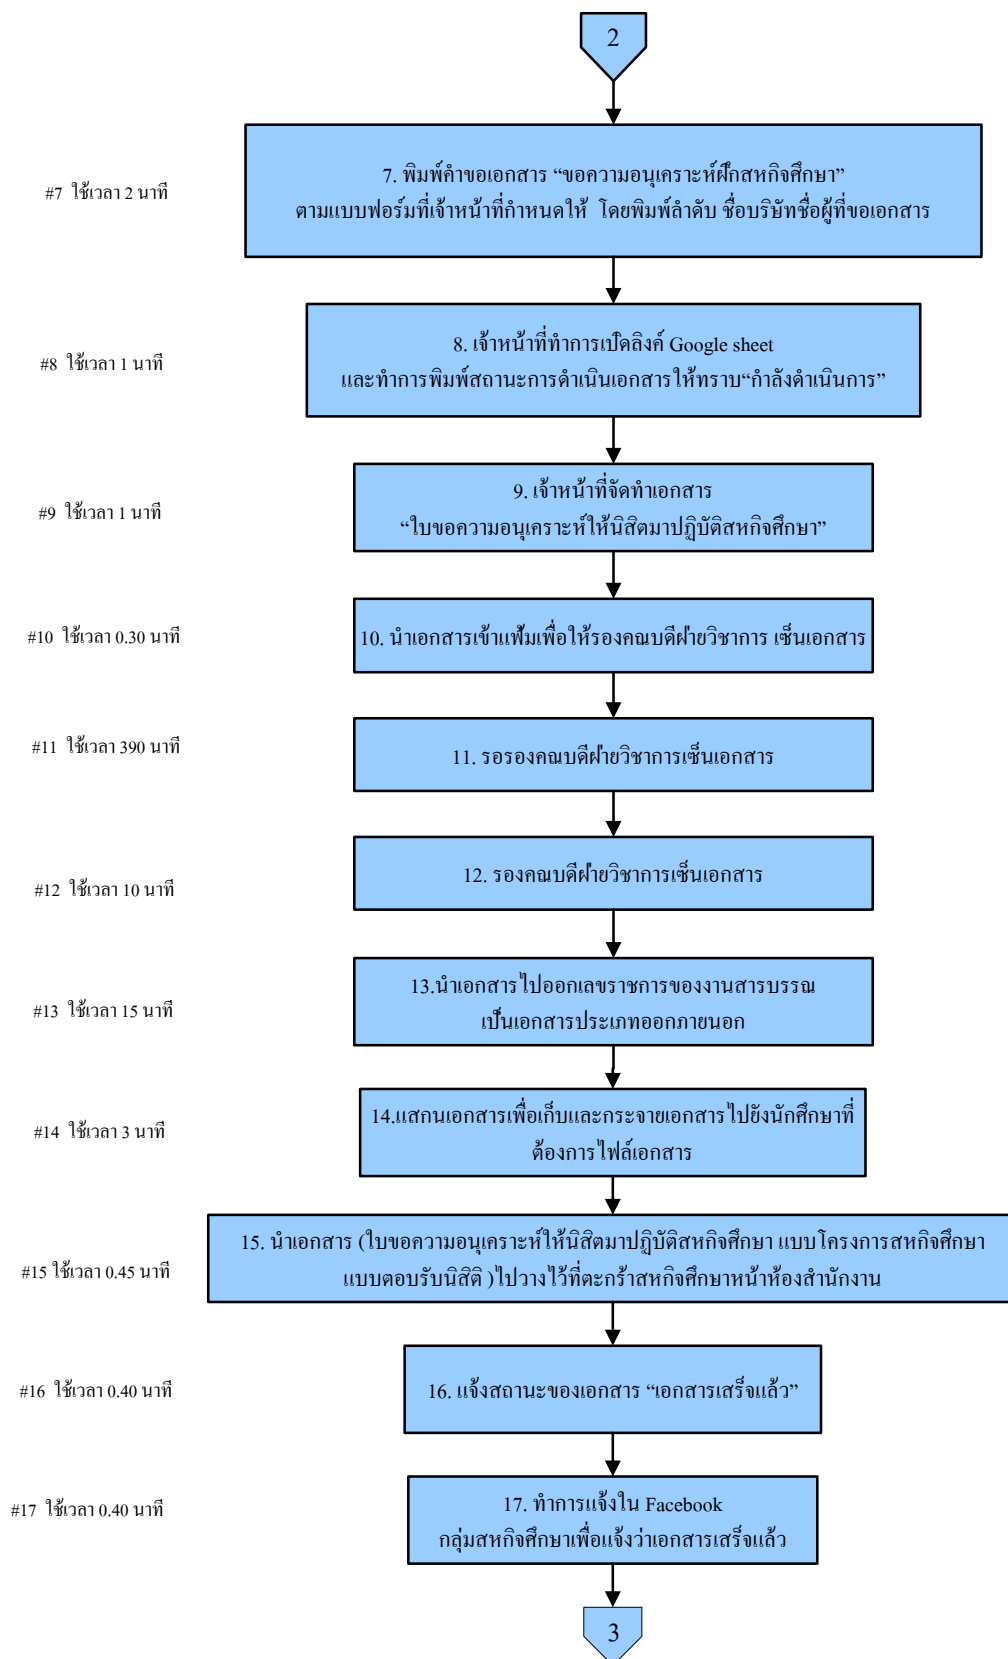 2
#7 ใช้เวลา 2 นาที
7. พิมพ์คำขอเอกสาร “ขอความอนุเคราะห์ฝึกสหกิจศึกษา”
ตามแบบฟอร์มที่เจ้าหน้าที่กำหนดให้ โดยพิมพ์ลำดับ ชื่อบริษัทชื่อผู้ที่ขอเอกสาร
#8 ใช้เวลา 1 นาที
8. เจ้าหน้าที่ทำการเปิดลิงค์ Google sheet
และทำการพิมพ์สถานะการดำเนินเอกสารให้ทราบ“กำลังดำเนินการ”
#9 ใช้เวลา 1 นาที
9. เจ้าหน้าที่จัดทำเอกสาร
“ใบขอความอนุเคราะห์ให้นิสิตมาปฏิบัติสหกิจศึกษา”
#10 ใช้เวลา 0.30 นาที
10. นำเอกสารเข้าแฟ้มเพื่อให้รองคณบดีฝ่ายวิชาการ เซ็นเอกสาร
#11 ใช้เวลา 390 นาที
11. รอรองคณบดีฝ่ายวิชาการเซ็นเอกสาร
#12 ใช้เวลา 10 นาที
12. รองคณบดีฝ่ายวิชาการเซ็นเอกสาร
#13 ใช้เวลา 15 นาที
13.นำเอกสารไปออกเลขราชการของงานสารบรรณ
เป็นเอกสารประเภทออกภายนอก
#14 ใช้เวลา 3 นาที
14.แสกนเอกสารเพื่อเก็บและกระจายเอกสารไปยังนักศึกษาที่
ต้องการไฟล์เอกสาร
#15 ใช้เวลา 0.45 นาที
15. นำเอกสาร (ใบขอความอนุเคราะห์ให้นิสิตมาปฏิบัติสหกิจศึกษา แบบโครงการสหกิจศึกษา
แบบตอบรับนิสิติ )ไปวางไว้ที่ตะกร้าสหกิจศึกษาหน้าห้องสำนักงาน
#16 ใช้เวลา 0.40 นาที
16. แจ้งสถานะของเอกสาร “เอกสารเสร็จแล้ว”
#17 ใช้เวลา 0.40 นาที
17. ทำการแจ้งใน Facebook
กลุ่มสหกิจศึกษาเพื่อแจ้งว่าเอกสารเสร็จแล้ว
3